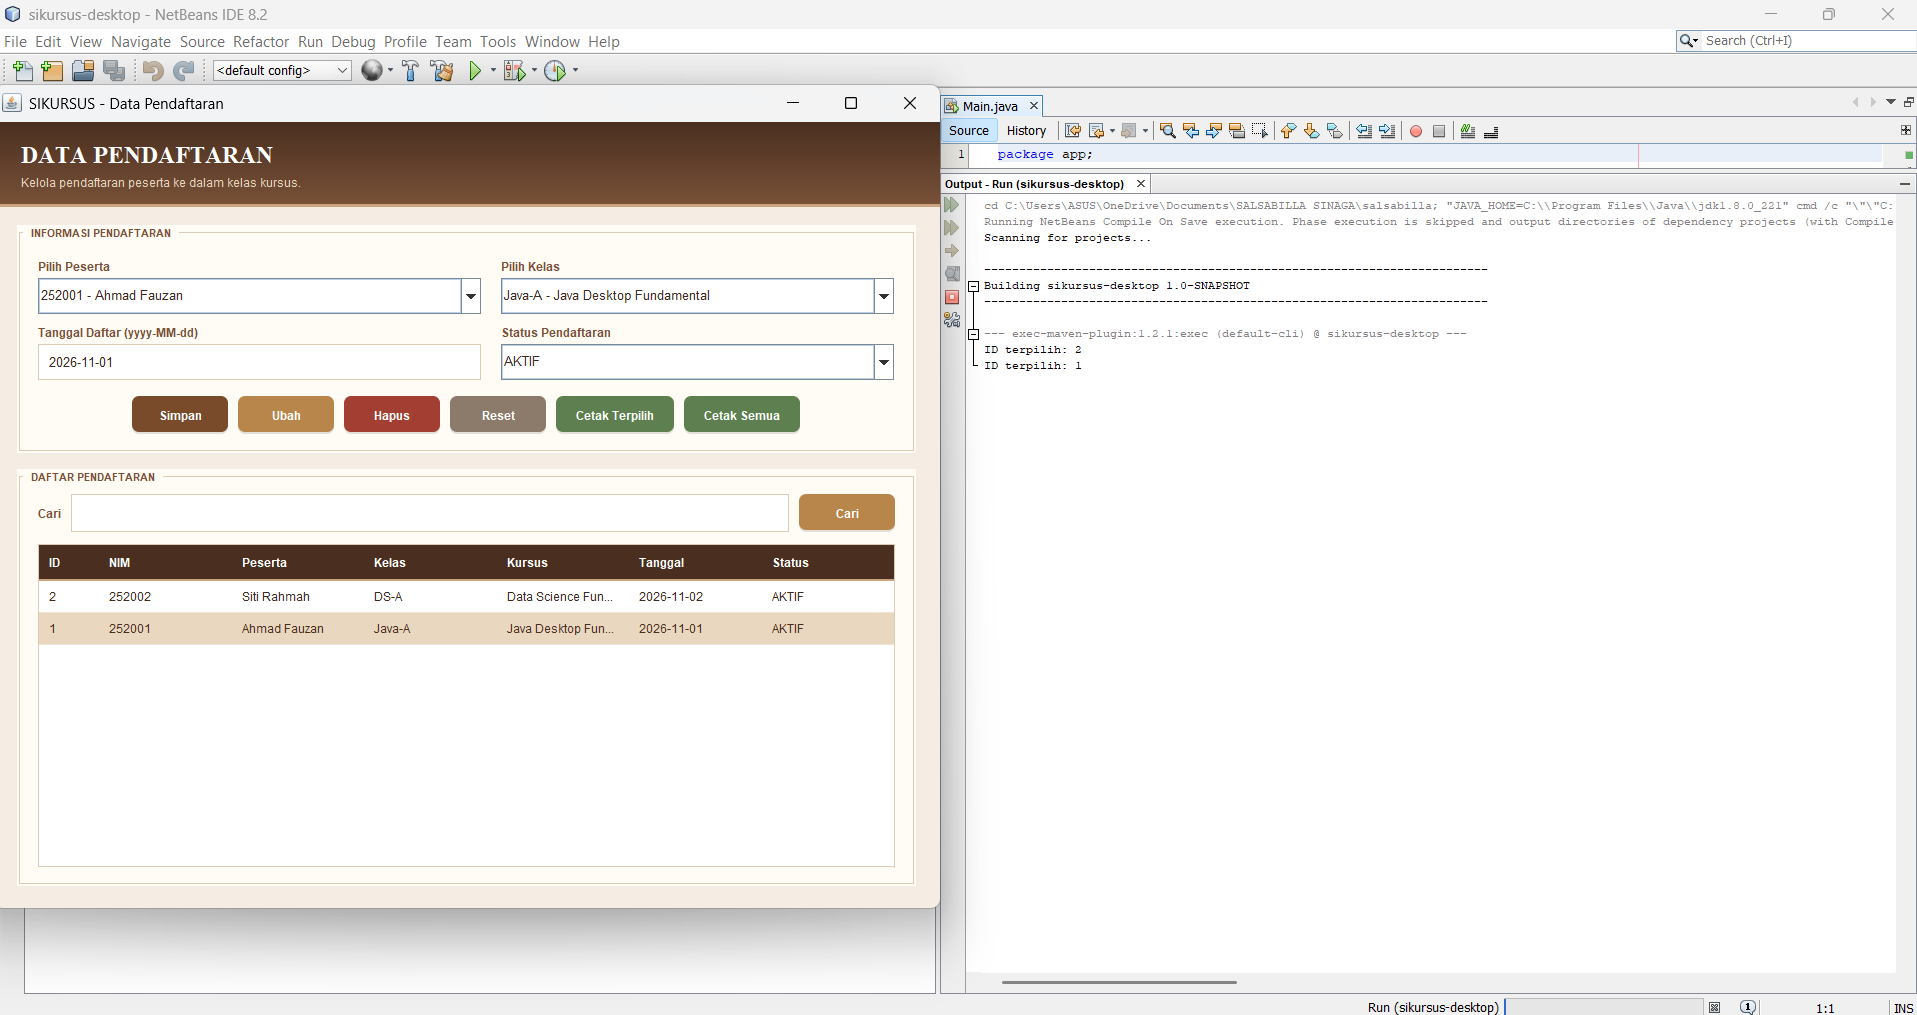 sikursus-desktop - NetBeans IDE 8.2
File Edit View Navigate Source Refactor Run Debug Profile Team Tools Window Help
Search (Ctrl+I)
<default config>
SIKURSUS - Data Pendaftaran
DATA PENDAFTARAN
Kelola pendaftaran peserta ke dalam kelas kursus.
INFORMASI PENDAFTARAN
Pilih Peserta
Pilih Kelas
252001 - Ahmad Fauzan
Java-A - Java Desktop Fundamental
Tanggal Daftar (yyyy-MM-dd)
Status Pendaftaran
2026-11-01
AKTIF
Simpan Ubah Hapus Reset Cetak Terpilih Cetak Semua
DAFTAR PENDAFTARAN
Cari
Cari
ID NIM Peserta Kelas Kursus Tanggal Status
2 252002 Siti Rahmah DS-A Data Science Fun... 2026-11-02 AKTIF
1 252001 Ahmad Fauzan Java-A Java Desktop Fun... 2026-11-01 AKTIF
Main.java
Source History
1 package app;
Output - Run (sikursus-desktop)
cd C:\Users\ASUS\OneDrive\Documents\SALSABILLA SINAGA\salsabilla; "JAVA_HOME=C:\\Program Files\\Java\\jdk1.8.0_221" cmd /c "\"\"C:
Running NetBeans Compile On Save execution. Phase execution is skipped and output directories of dependency projects (with Compile
Scanning for projects...
------------------------------------------------------------------------
Building sikursus-desktop 1.0-SNAPSHOT
------------------------------------------------------------------------
--- exec-maven-plugin:1.2.1:exec (default-cli) @ sikursus-desktop ---
ID terpilih: 2
ID terpilih: 1
Run (sikursus-desktop)
1
1:1
INS